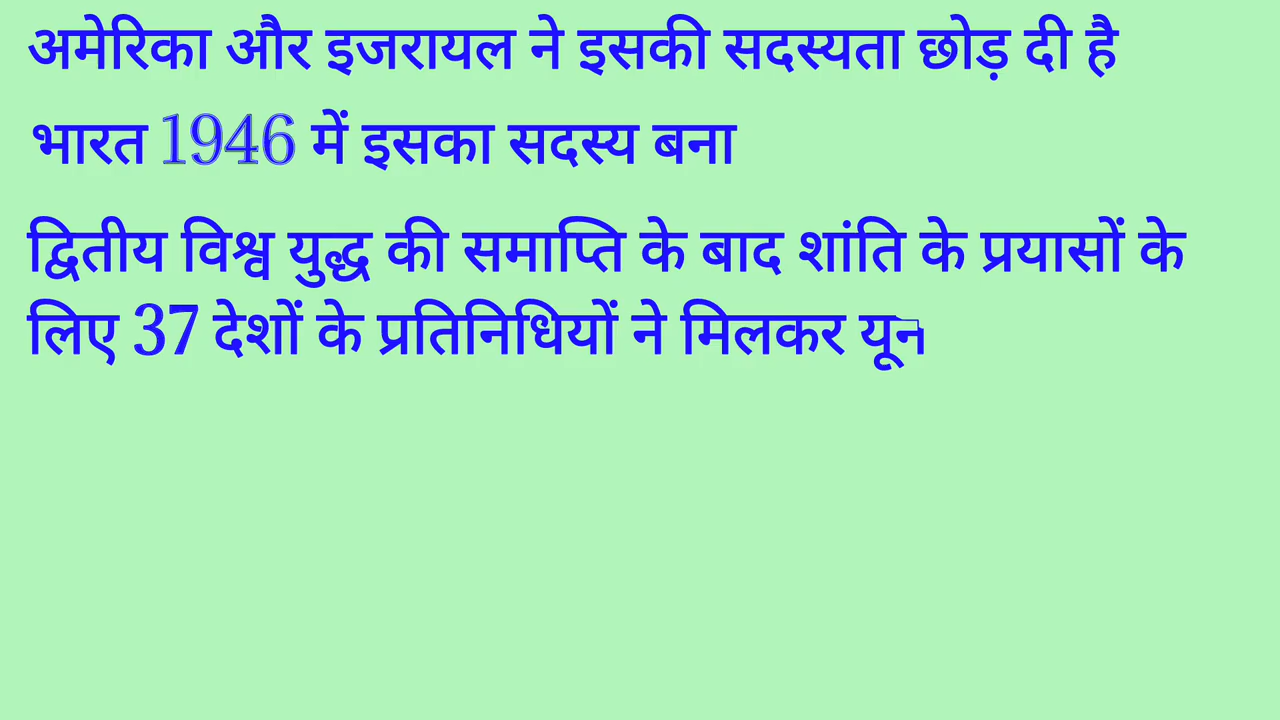 अमेरिका और इजरायल ने इसकी सदस्यता छोड़ दी है
भारत 1946 में इसका सदस्य बना
द्वितीय विश्व युद्ध की समाप्ति के बाद शांति के प्रयासों के
लिए 37 देशों के प्रतिनिधियों ने मिलकर यून